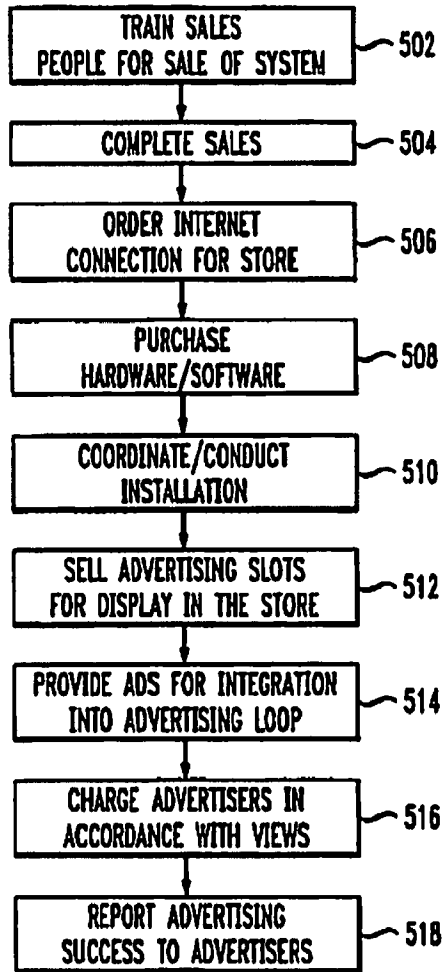 TRAIN SALES
PEOPLE FOR SALE OF SYSTEM
502
COMPLETE SALES
504
ORDER INTERNET
CONNECTION FOR STORE
506
PURCHASE
HARDWARE/SOFTWARE
508
COORDINATE/CONDUCT
INSTALLATION
510
SELL ADVERTISING SLOTS
FOR DISPLAY IN THE STORE
512
PROVIDE ADS FOR INTEGRATION
INTO ADVERTISING LOOP
514
CHARGE ADVERTISERS IN
ACCORDANCE WITH VIEWS
516
REPORT ADVERTISING
SUCCESS TO ADVERTISERS
518